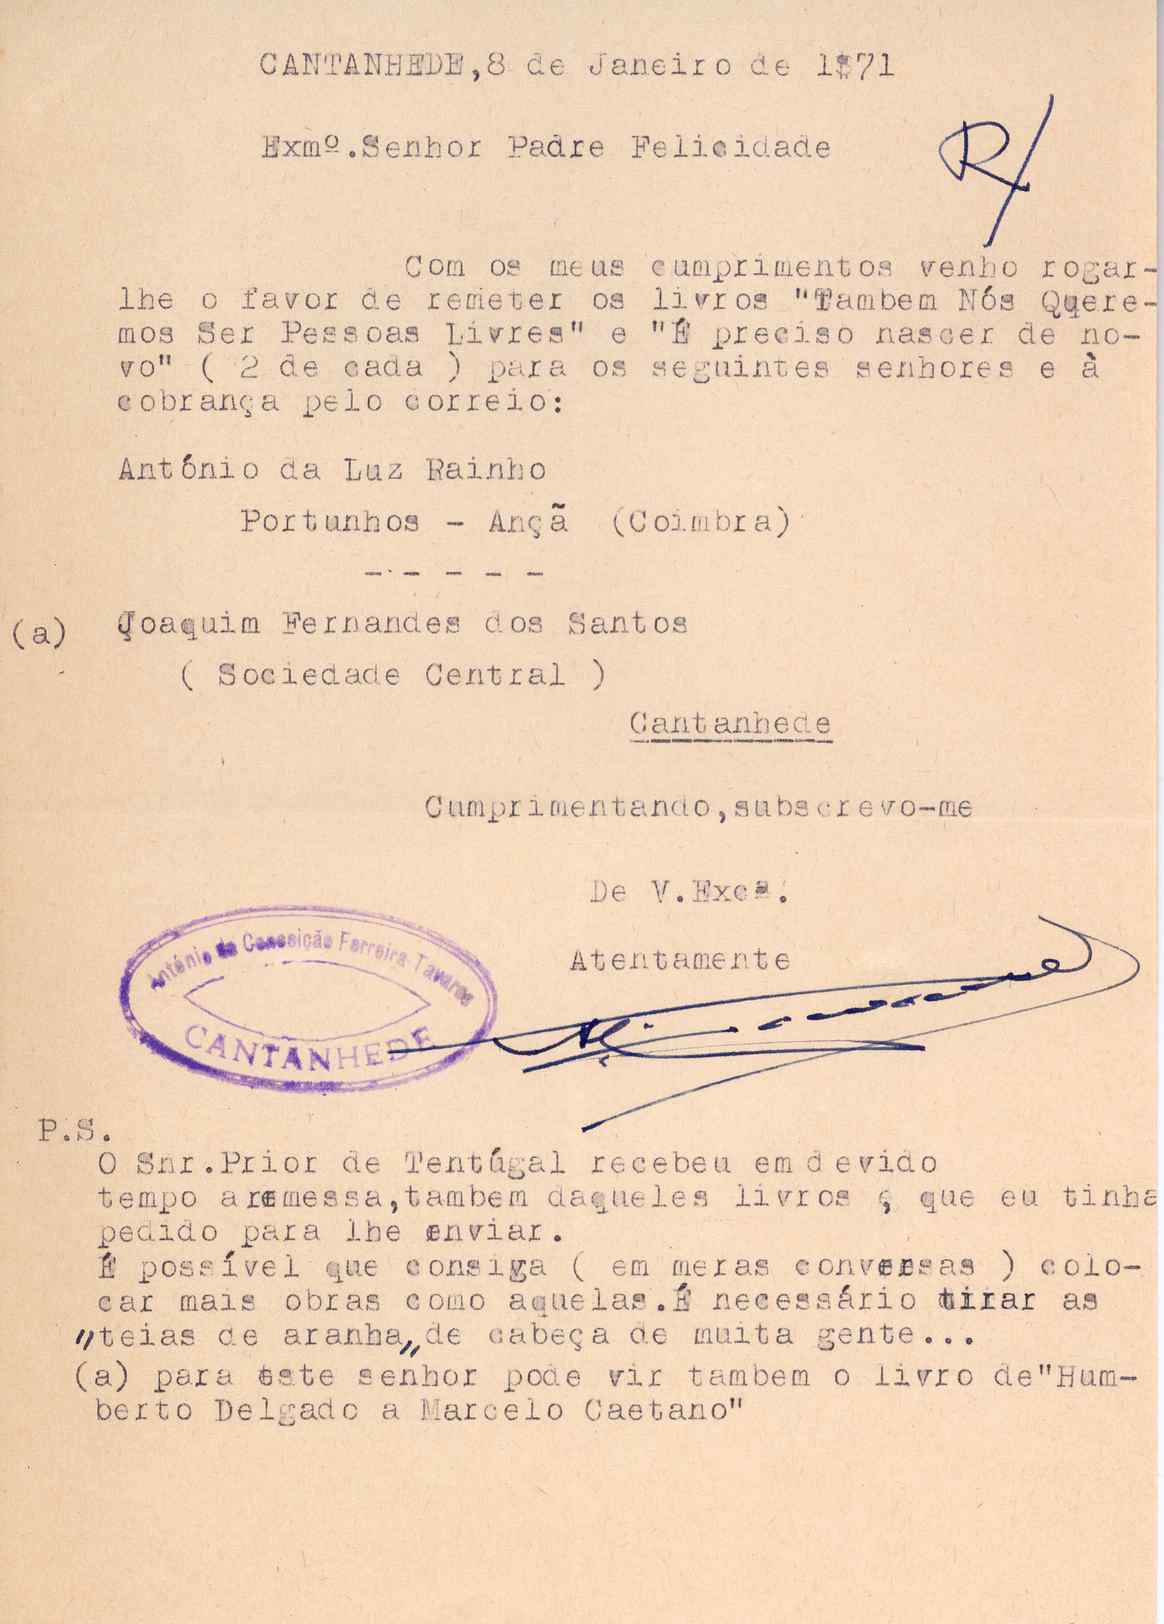 CANTANHEDE,8 de Janeiro de 1971
Exmº.Senhor Padre Felicidade
R/
Com os meus cumprimentos venho rogar-
lhe o favor de remeter os livros "Tambem Nós Quere-
mos Ser Pessoas Livres" e "É preciso nascer de no-
vo" ( 2 de cada ) para os seguintes senhores e à
cobrança pelo correio:
António da Luz Rainho
Portunhos - Ançã (Coimbra)
- - - - -
(a) Joaquim Fernandes dos Santos
( Sociedade Central )
Cantanhede
Cumprimentando,subscrevo-me
De V.Excª.
Atentamente
António da Conceição Ferreira Tavares
CANTANHEDE
P.S.
O Snr.Prior de Tentúgal recebeu em devido
tempo a remessa,tambem daqueles livros , que eu tinha
pedido para lhe enviar.
É possível que consiga ( em meras conversas ) colo-
car mais obras como aquelas.É necessário tirar as
"teias de aranha" de cabeça de muita gente...
(a) para este senhor pode vir tambem o livro de"Hum-
berto Delgado a Marcelo Caetano"